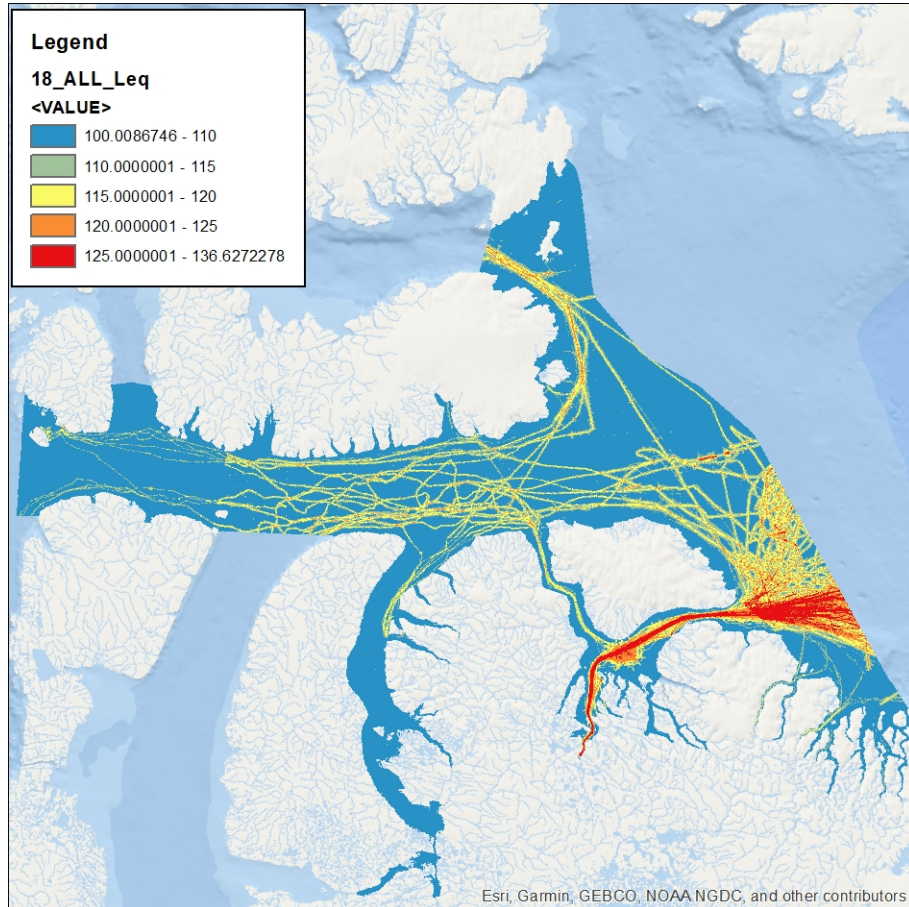 Legend
18_ALL_Leq
<VALUE>
100.0086746 - 110
110.0000001 - 115
115.0000001 - 120
120.0000001 - 125
125.0000001 - 136.6272278
Esri, Garmin, GEBCO, NOAA NGDC, and other contributors